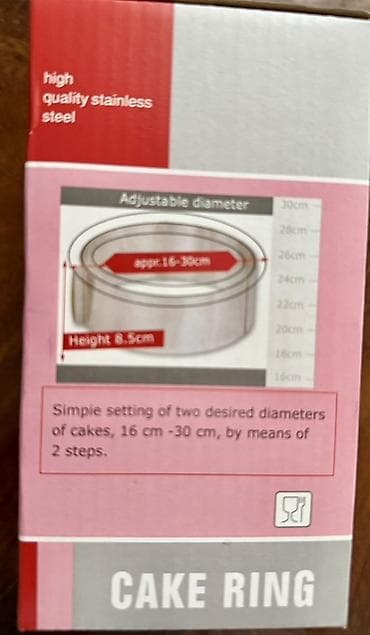 high
quality stainless
steel
Adjustable diameter
30cm
28cm
26cm
appr.16-30cm
24cm
22cm
20cm
Height 8.5cm
18cm
16cm
Simple setting of two desired diameters
of cakes, 16 cm -30 cm, by means of
2 steps.
CAKE RING